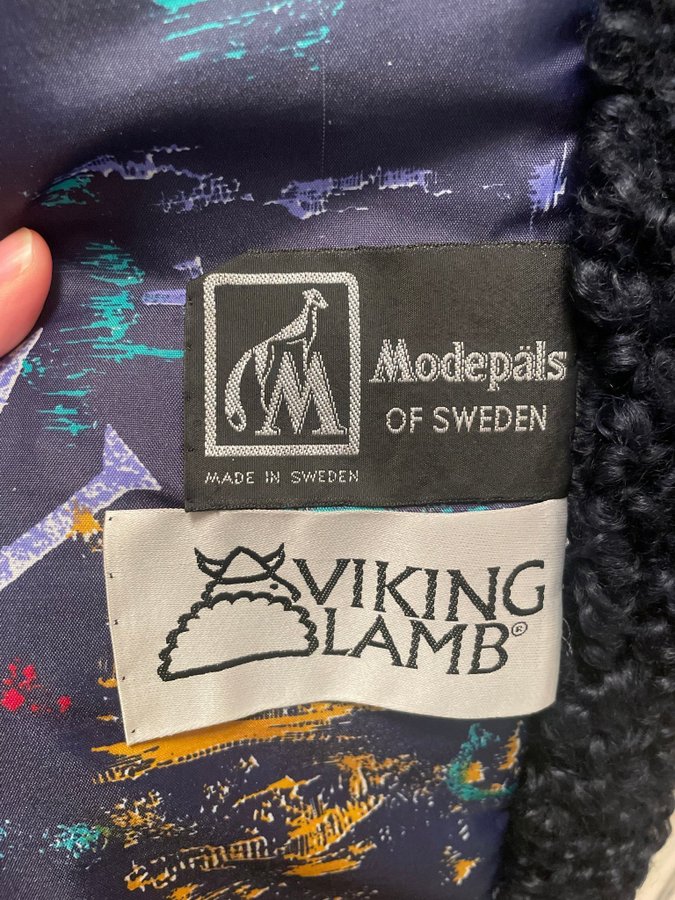 M
Modepäls
OF SWEDEN
MADE IN SWEDEN
VIKING
LAMB®